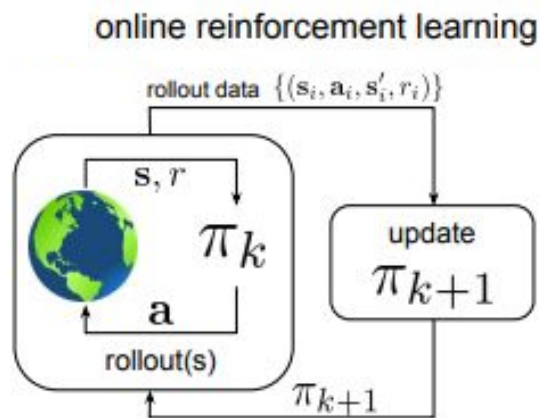 online reinforcement learning
rollout data {(s_i, a_i, s'_i, r_i)}
s, r
π_k
a
rollout(s)
update
π_{k+1}
π_{k+1}